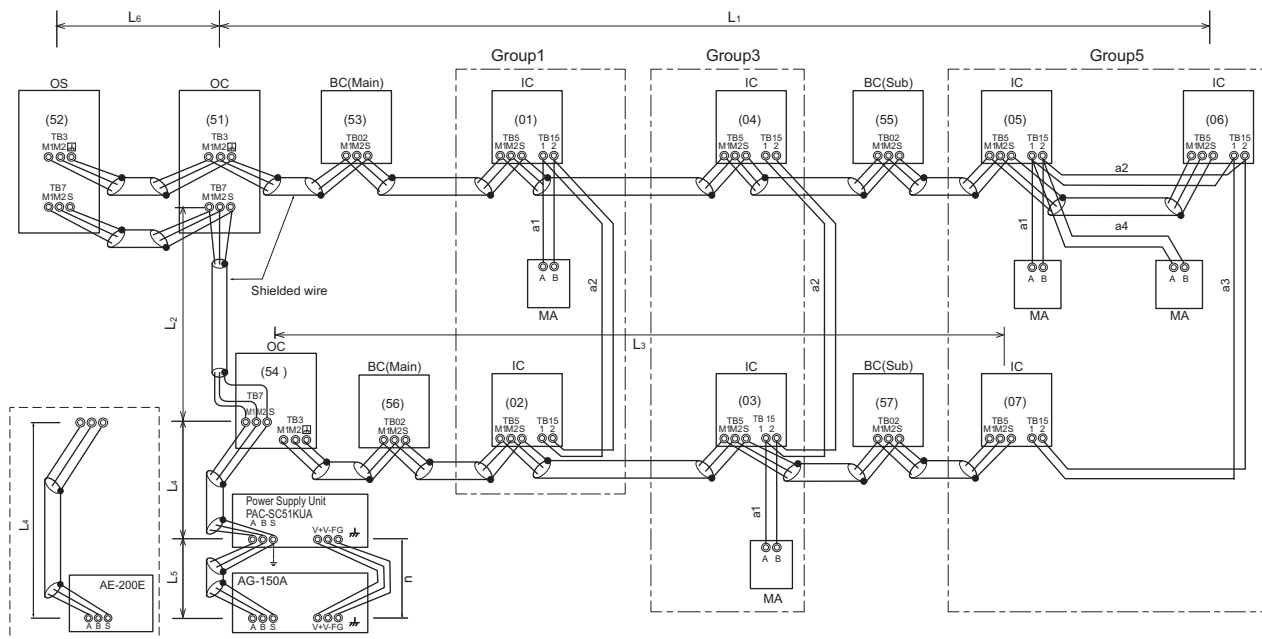 L6
L1
Group1
Group3
Group5
OS
OC
BC(Main)
IC
IC
BC(Sub)
IC
IC
(52)
(51)
(53)
(01)
(04)
(55)
(05)
(06)
TB3
M1M2
TB3
M1M2
TB02
M1M2S
TB5
M1M2S
TB15
1 2
TB5
M1M2S
TB15
1 2
TB02
M1M2S
TB5
M1M2S
TB15
1 2
TB5
M1M2S
TB15
1 2
TB7
M1M2S
TB7
M1M2S
a2
a1
a2
a2
a1
a4
a3
A B
MA
A B
MA
A B
MA
Shielded wire
L2
L3
OC
(54 )
BC(Main)
(56)
IC
(02)
IC
(03)
BC(Sub)
(57)
IC
(07)
TB7
M1M2S
TB3
M1M2
TB02
M1M2S
TB5
M1M2S
TB15
1 2
TB5
M1M2S
TB 15
1 2
TB02
M1M2S
TB5
M1M2S
TB15
1 2
L4
L4
Power Supply Unit
PAC-SC51KUA
A B S
V+V-FG
L5
n
a1
AG-150A
A B S
V+V-FG
AE-200E
A B S
A B
MA